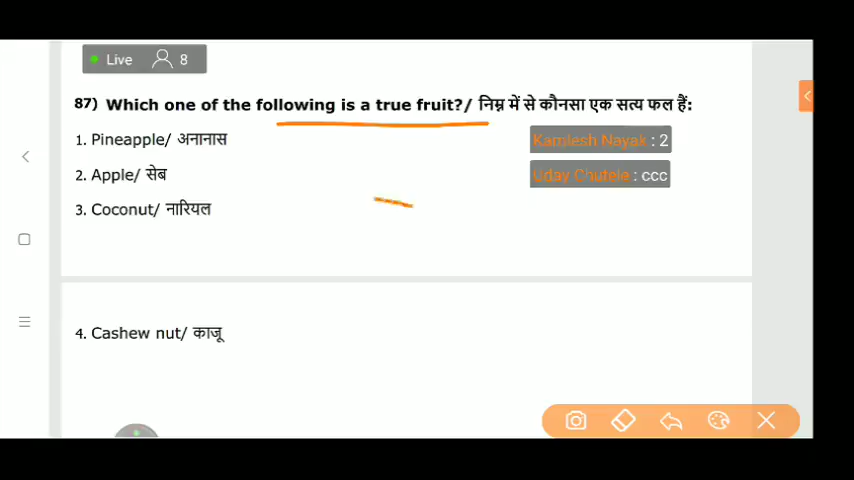 Live 8
87) Which one of the following is a true fruit?/ निम्न में से कौनसा एक सत्य फल हैं:
1. Pineapple/ अनानास
Kamlesh Nayak : 2
2. Apple/ सेब
Uday Chutele : ccc
3. Coconut/ नारियल
4. Cashew nut/ काजू